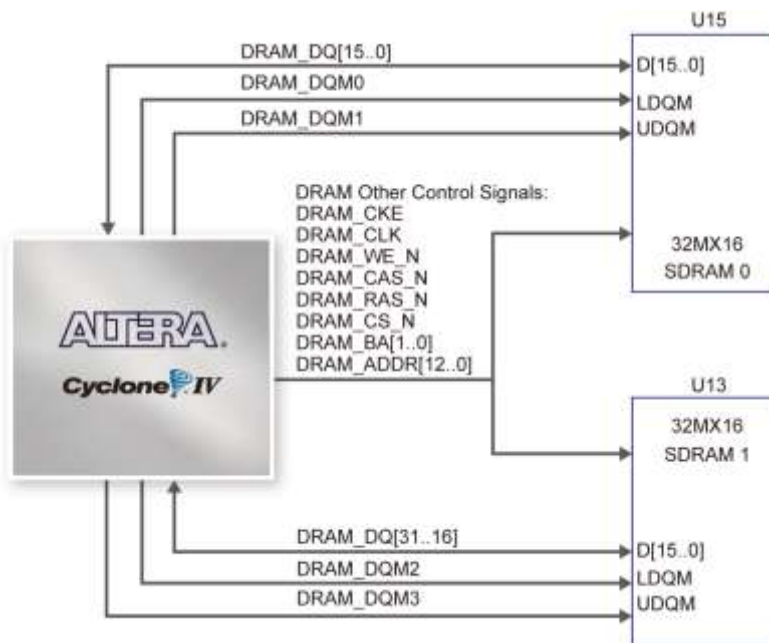 U15
DRAM_DQ[15..0]
D[15..0]
DRAM_DQM0
LDQM
DRAM_DQM1
UDQM
DRAM Other Control Signals:
DRAM_CKE
DRAM_CLK
DRAM_WE_N
DRAM_CAS_N
DRAM_RAS_N
DRAM_CS_N
DRAM_BA[1..0]
DRAM_ADDR[12..0]
32MX16
SDRAM 0
ALTERA.
Cyclone IV
U13
32MX16
SDRAM 1
DRAM_DQ[31..16]
D[15..0]
DRAM_DQM2
LDQM
DRAM_DQM3
UDQM